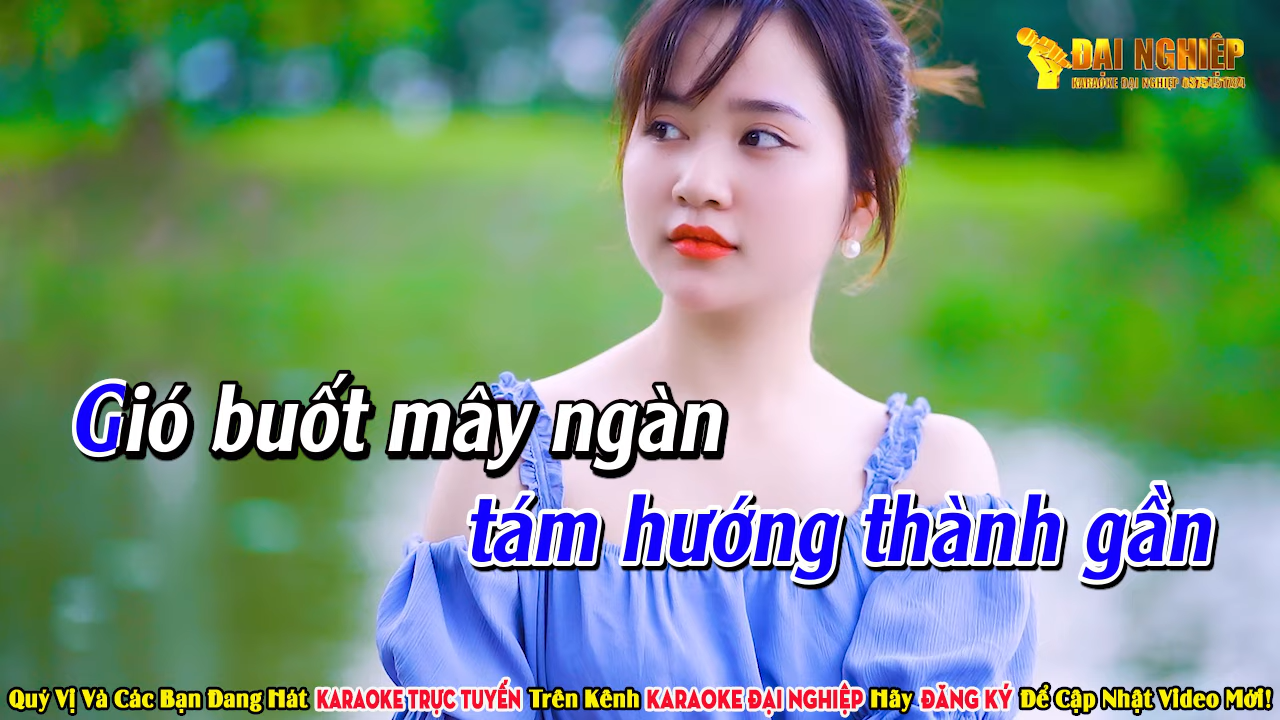 ĐẠI NGHIỆP
Gió buốt mây ngàn
tám hướng thành gần
Quý Vị Và Các Bạn Đang Hát KARAOKE TRỰC TUYẾN Trên Kênh KARAOKE ĐẠI NGHIỆP Hãy ĐĂNG KÝ Để Cập Nhật Video Mới!